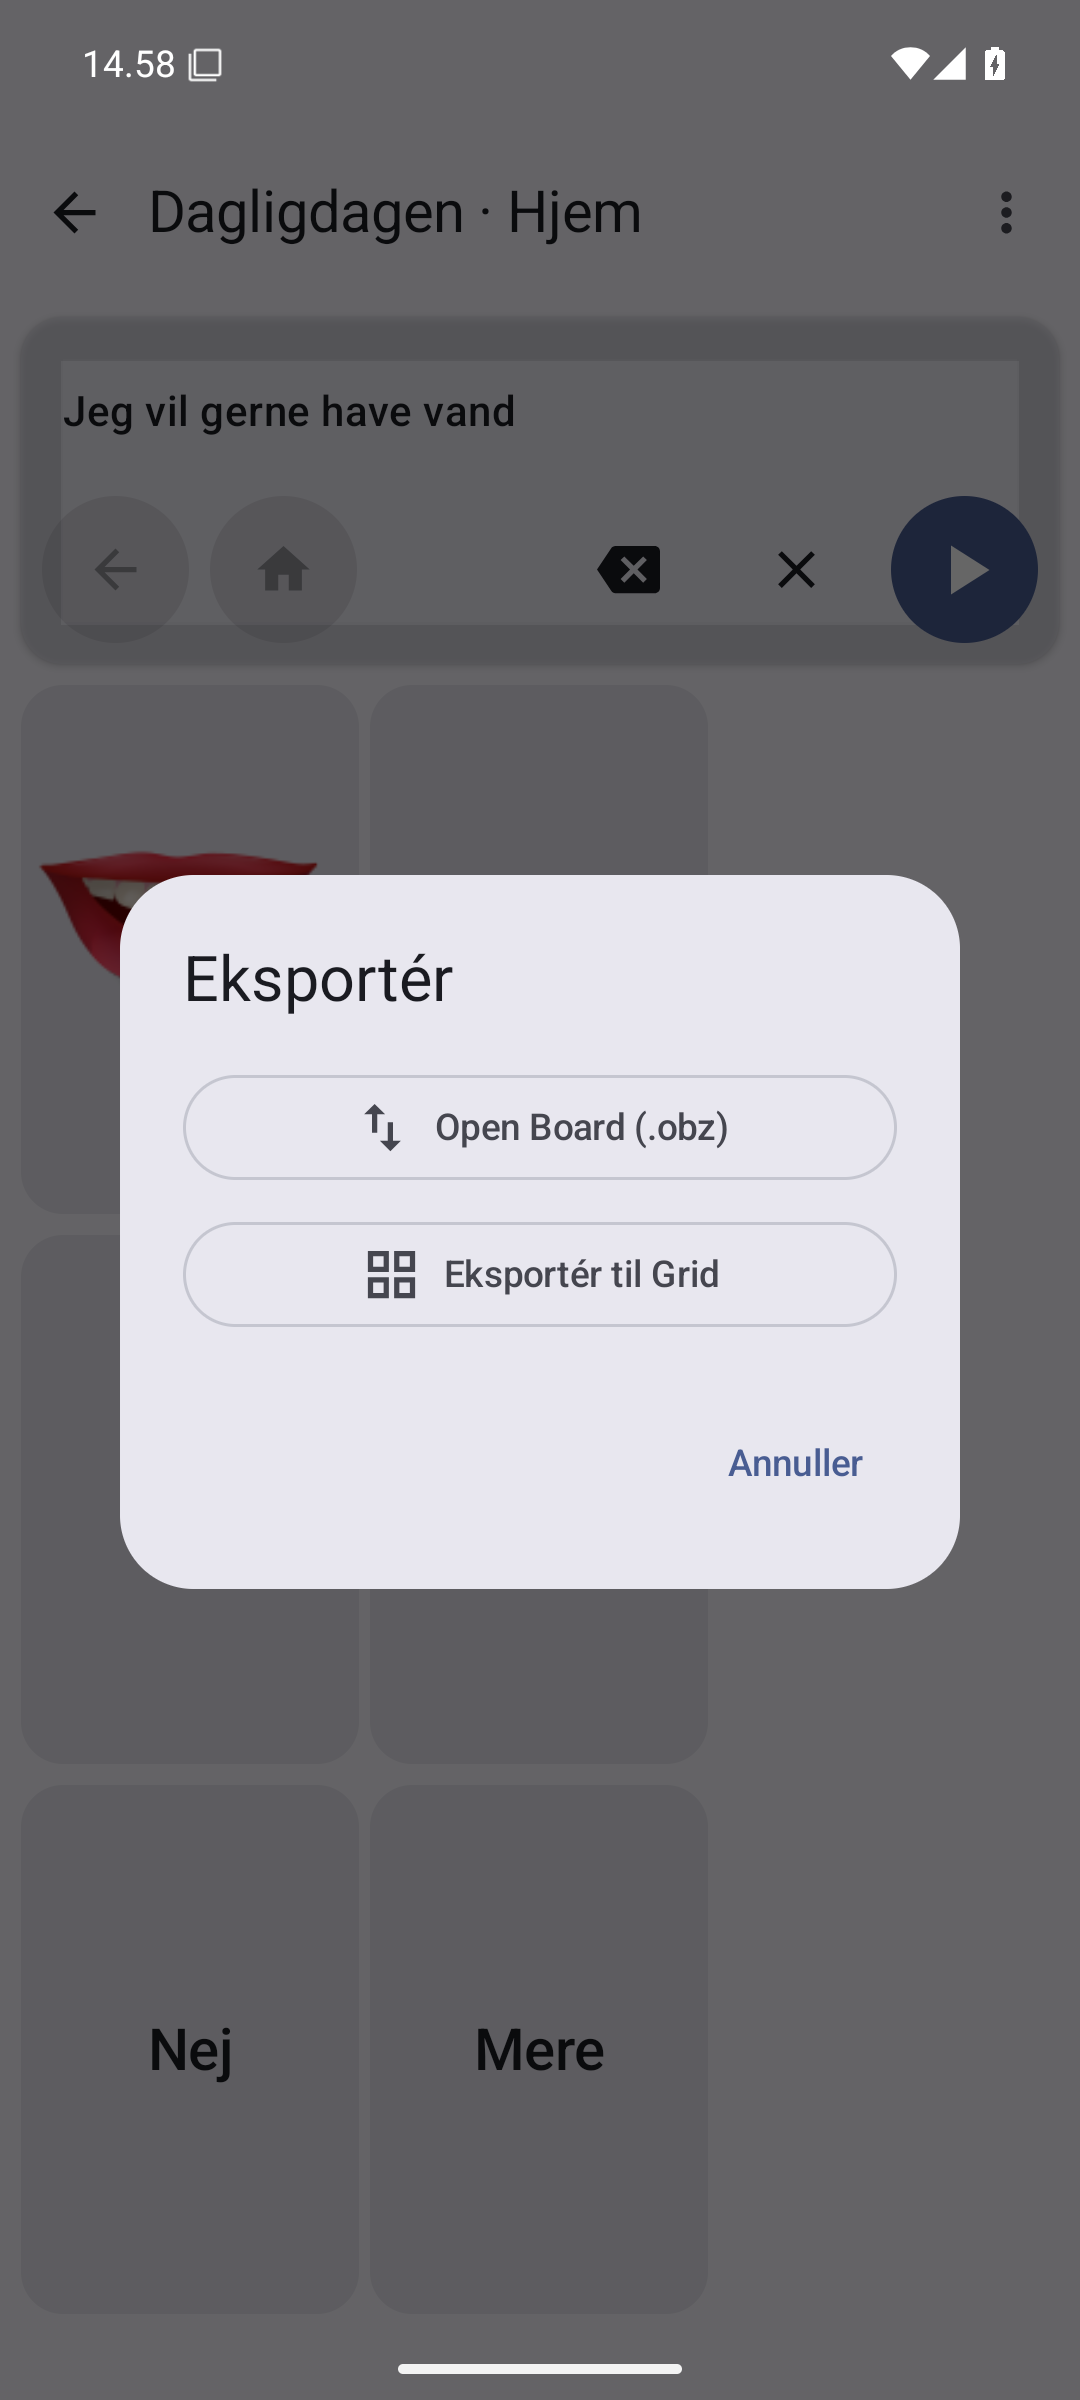 14.58
Dagligdagen · Hjem
Jeg vil gerne have vand
Eksportér
Open Board (.obz)
Eksportér til Grid
Annuller
Nej
Mere